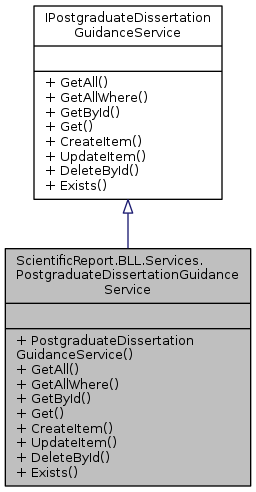 IPostgraduateDissertation
GuidanceService
+ GetAll()
+ GetAllWhere()
+ GetById()
+ Get()
+ CreateItem()
+ UpdateItem()
+ DeleteById()
+ Exists()
ScientificReport.BLL.Services.
PostgraduateDissertationGuidance
Service
+ PostgraduateDissertation
GuidanceService()
+ GetAll()
+ GetAllWhere()
+ GetById()
+ Get()
+ CreateItem()
+ UpdateItem()
+ DeleteById()
+ Exists()